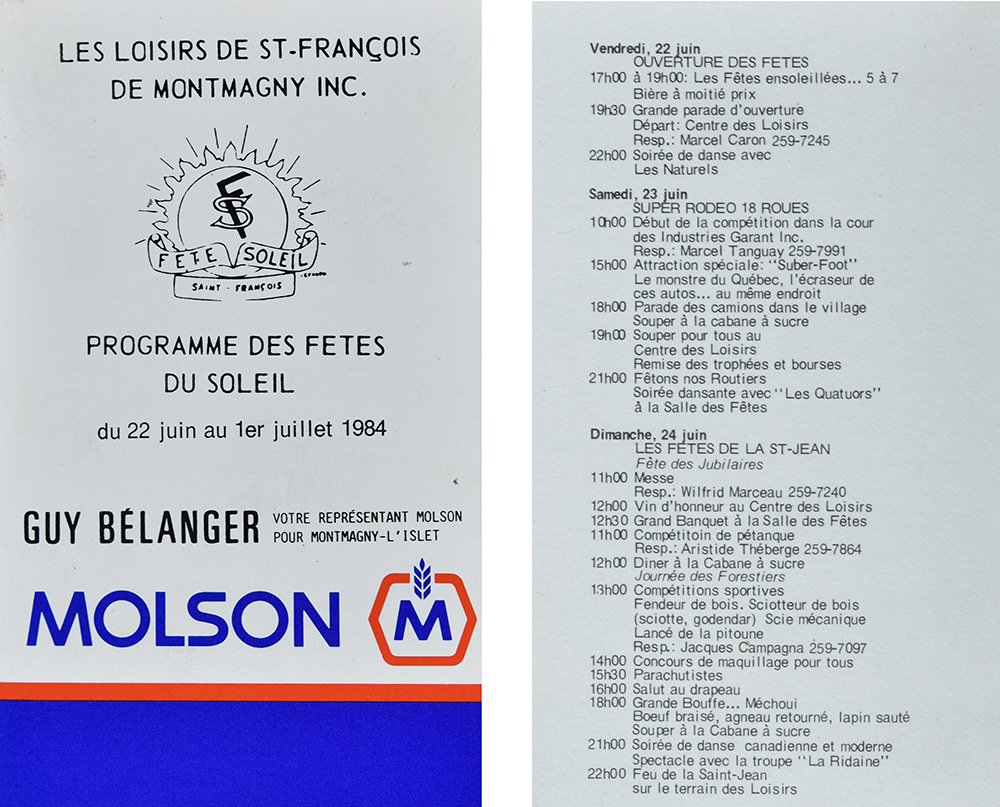 LES LOISIRS DE ST-FRANÇOIS
DE MONTMAGNY INC.
SF
FETE SOLEIL
SAINT - FRANÇOIS
PROGRAMME DES FETES
DU SOLEIL
du 22 juin au 1er juillet 1984
GUY BÉLANGER VOTRE REPRÉSENTANT MOLSON
POUR MONTMAGNY-L'ISLET
MOLSON M
Vendredi, 22 juin
OUVERTURE DES FETES
17h00 à 19h00: Les Fêtes ensoleillées... 5 à 7
Bière à moitié prix
19h30 Grande parade d'ouverture
Départ: Centre des Loisirs
Resp.: Marcel Caron 259-7245
22h00 Soirée de danse avec
Les Naturels
Samedi, 23 juin
SUPER RODEO 18 ROUES
10h00 Début de la compétition dans la cour
des Industries Garant Inc.
Resp.: Marcel Tanguay 259-7991
15h00 Attraction spéciale: "Suber-Foot"
Le monstre du Québec, l'écraseur de
ces autos... au même endroit
18h00 Parade des camions dans le village
Souper à la cabane à sucre
19h00 Souper pour tous au
Centre des Loisirs
Remise des trophées et bourses
21h00 Fêtons nos Routiers
Soirée dansante avec "Les Quatuors"
à la Salle des Fêtes
Dimanche, 24 juin
LES FÊTES DE LA ST-JEAN
Fête des Jubilaires
11h00 Messe
Resp.: Wilfrid Marceau 259-7240
12h00 Vin d'honneur au Centre des Loisirs
12h30 Grand Banquet à la Salle des Fêtes
11h00 Compétitoin de pétanque
Resp.: Aristide Théberge 259-7864
12h00 Diner à la Cabane à sucre
Journée des Forestiers
13h00 Compétitions sportives
Fendeur de bois. Sciotteur de bois
(sciotte, godendar) Scie mécanique
Lancé de la pitoune
Resp.: Jacques Campagna 259-7097
14h00 Concours de maquillage pour tous
15h30 Parachutistes
16h00 Salut au drapeau
18h00 Grande Bouffe... Méchoui
Boeuf braisé, agneau retourné, lapin sauté
Souper à la Cabane à sucre
21h00 Soirée de danse canadienne et moderne
Spectacle avec la troupe "La Ridaine"
22h00 Feu de la Saint-Jean
sur le terrain des Loisirs